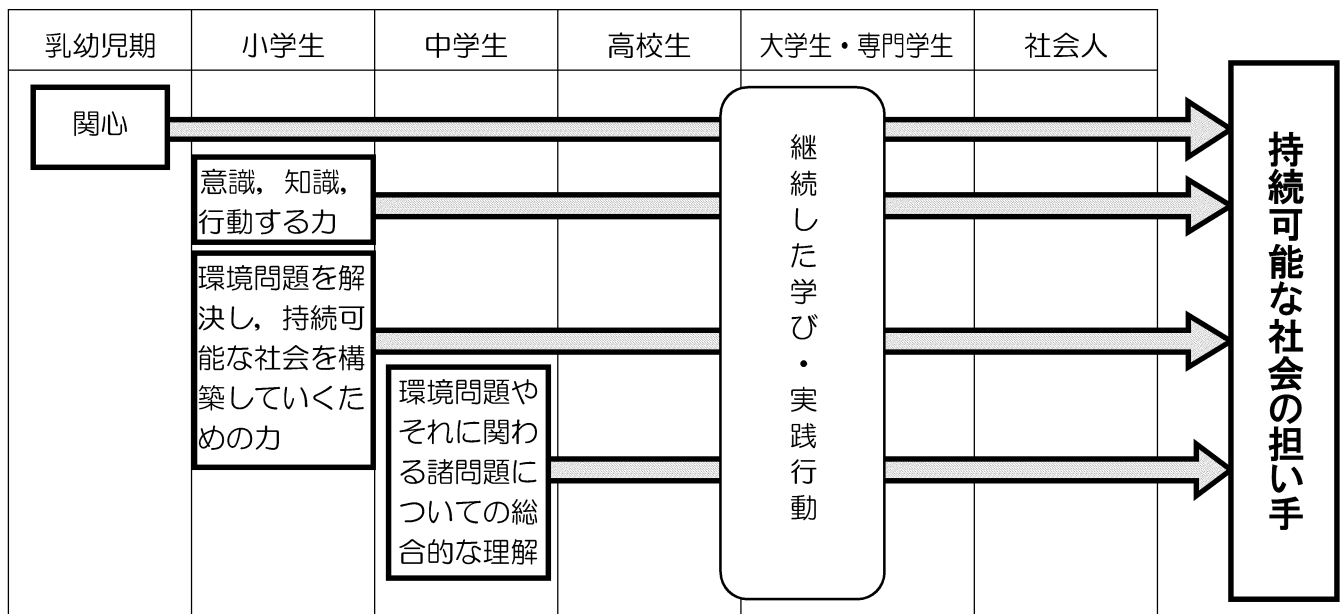 乳幼児期
小学生
中学生
高校生
大学生・専門学生
社会人
関心
意識，知識，
行動する力
環境問題を解
決し，持続可
能な社会を構
築していくた
めの力
環境問題や
それに関わ
る諸問題に
ついての総
合的な理解
継続した学び・実践行動
持続可能な社会の担い手